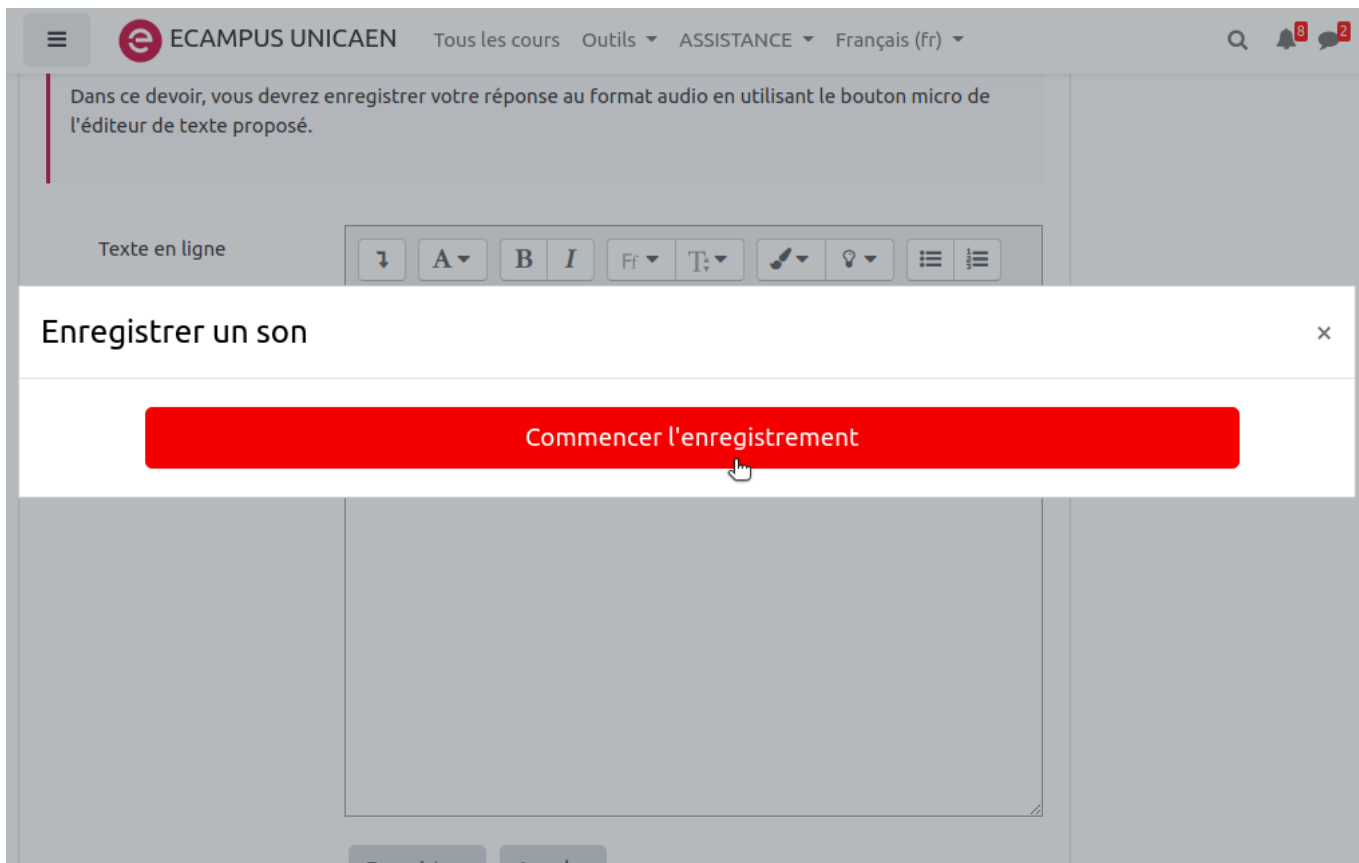 ECAMPUS UNICAEN Tous les cours Outils ASSISTANCE Français (fr) 8 2
Dans ce devoir, vous devrez enregistrer votre réponse au format audio en utilisant le bouton micro de
l'éditeur de texte proposé.
Texte en ligne
A B I Ff T
Enregistrer un son ×
Commencer l'enregistrement